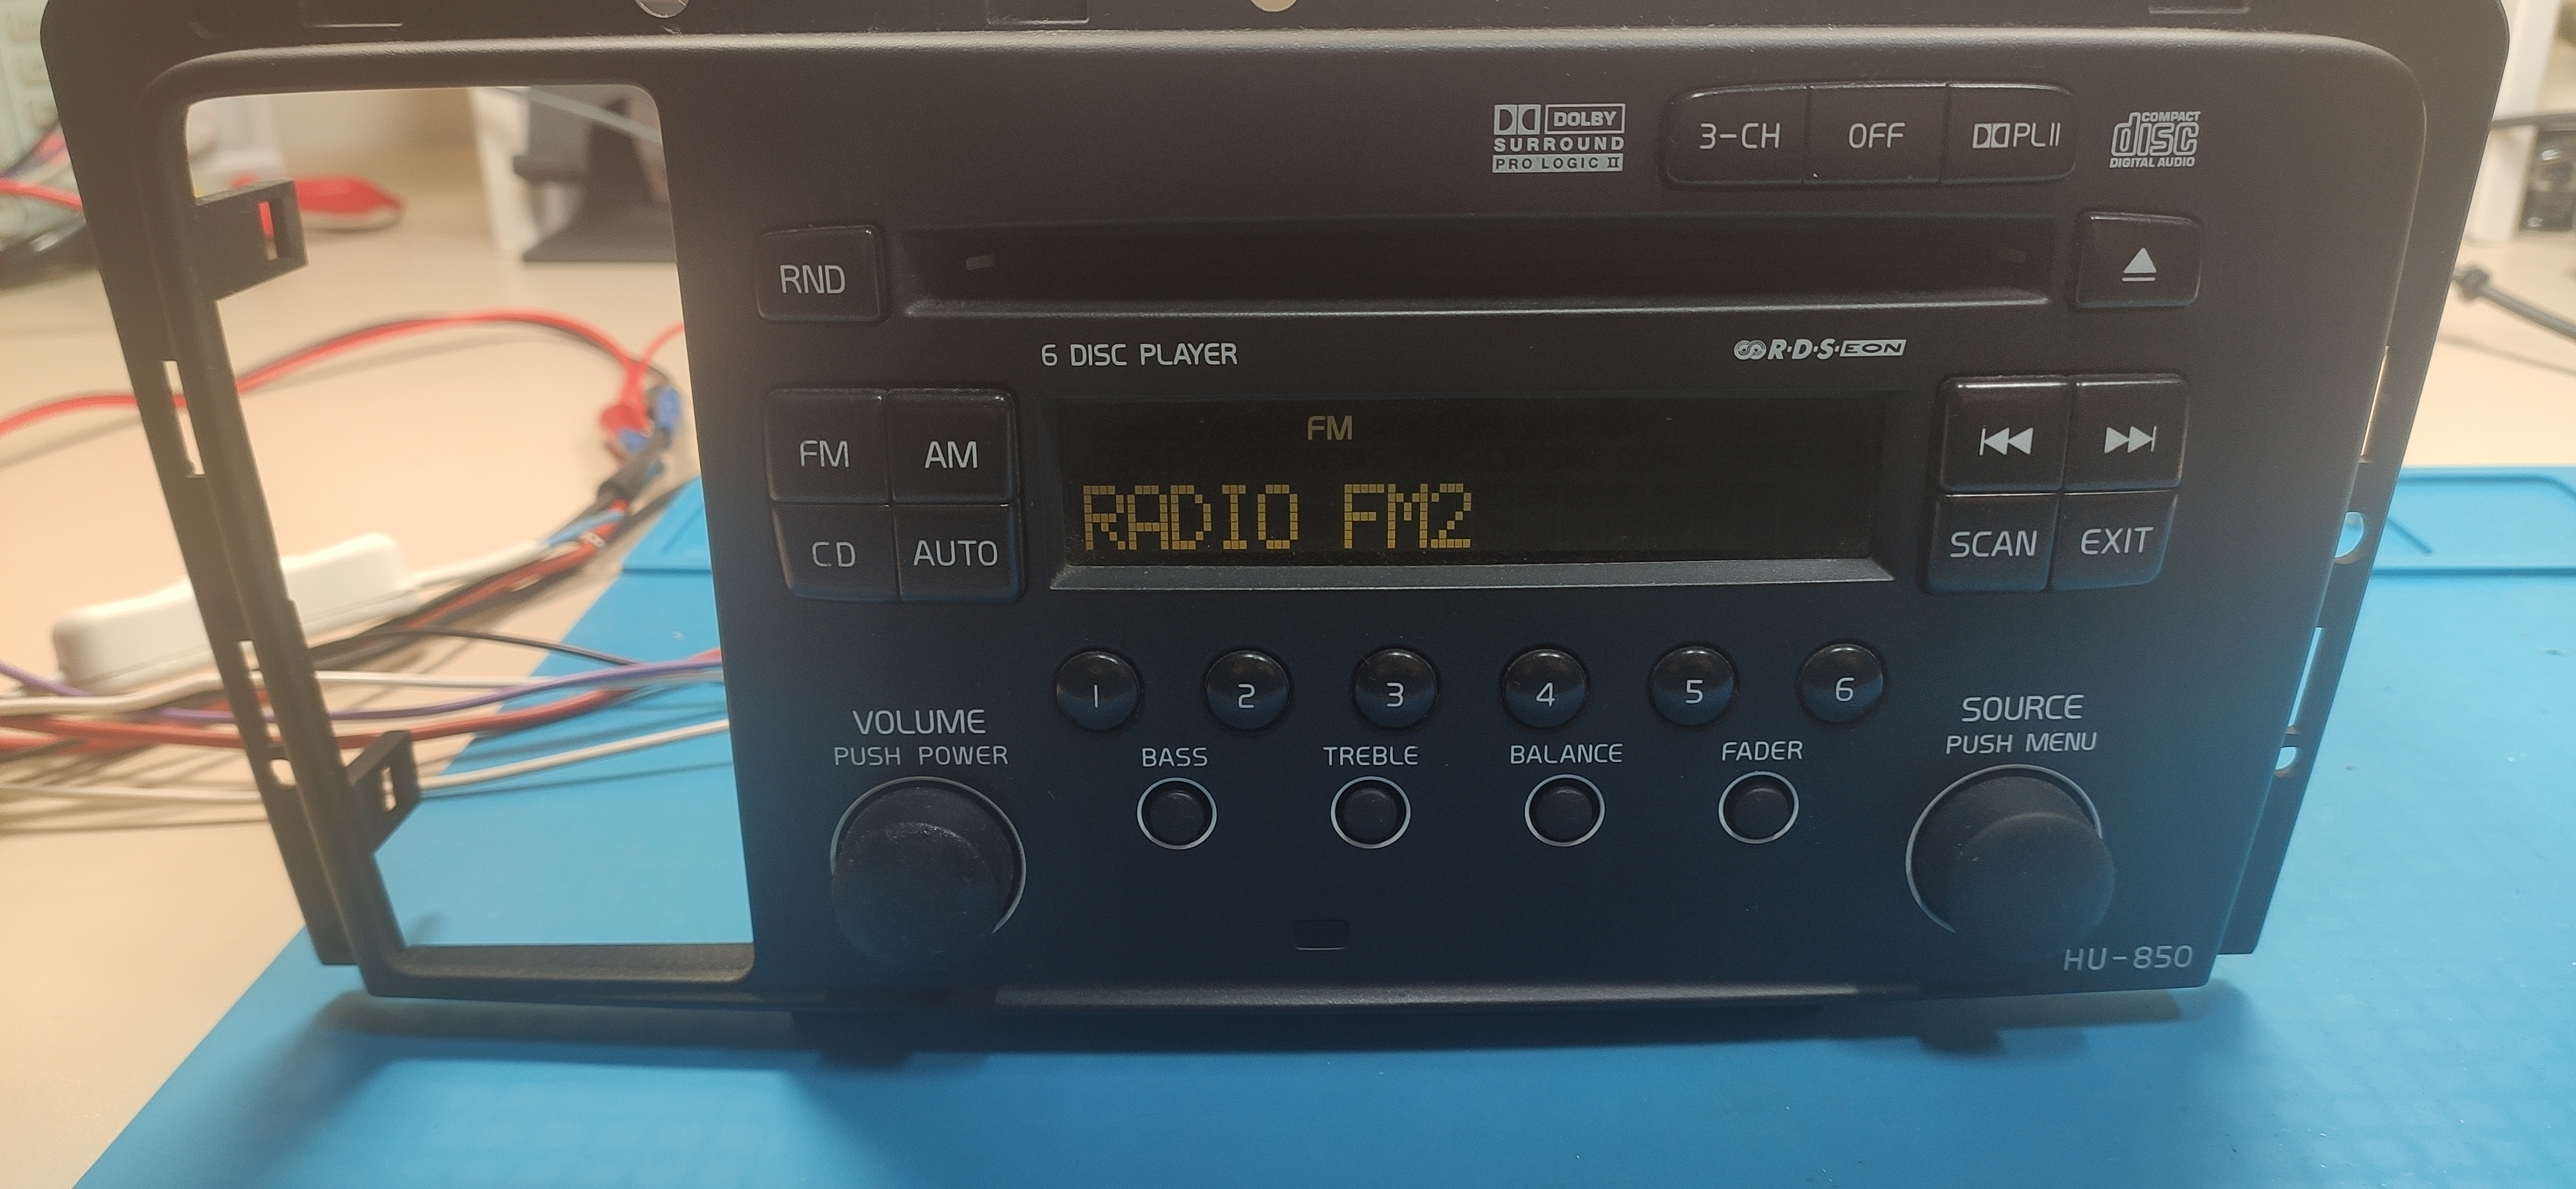 DOLBY
SURROUND
PRO LOGIC II
3-CH
OFF
PLII
COMPACT
disc
DIGITAL AUDIO
RND
6 DISC PLAYER
R·D·S·EON
FM
AM
CD
AUTO
FM
RADIO FM2
SCAN
EXIT
1
2
3
4
5
6
VOLUME
PUSH POWER
BASS
TREBLE
BALANCE
FADER
SOURCE
PUSH MENU
HU-850